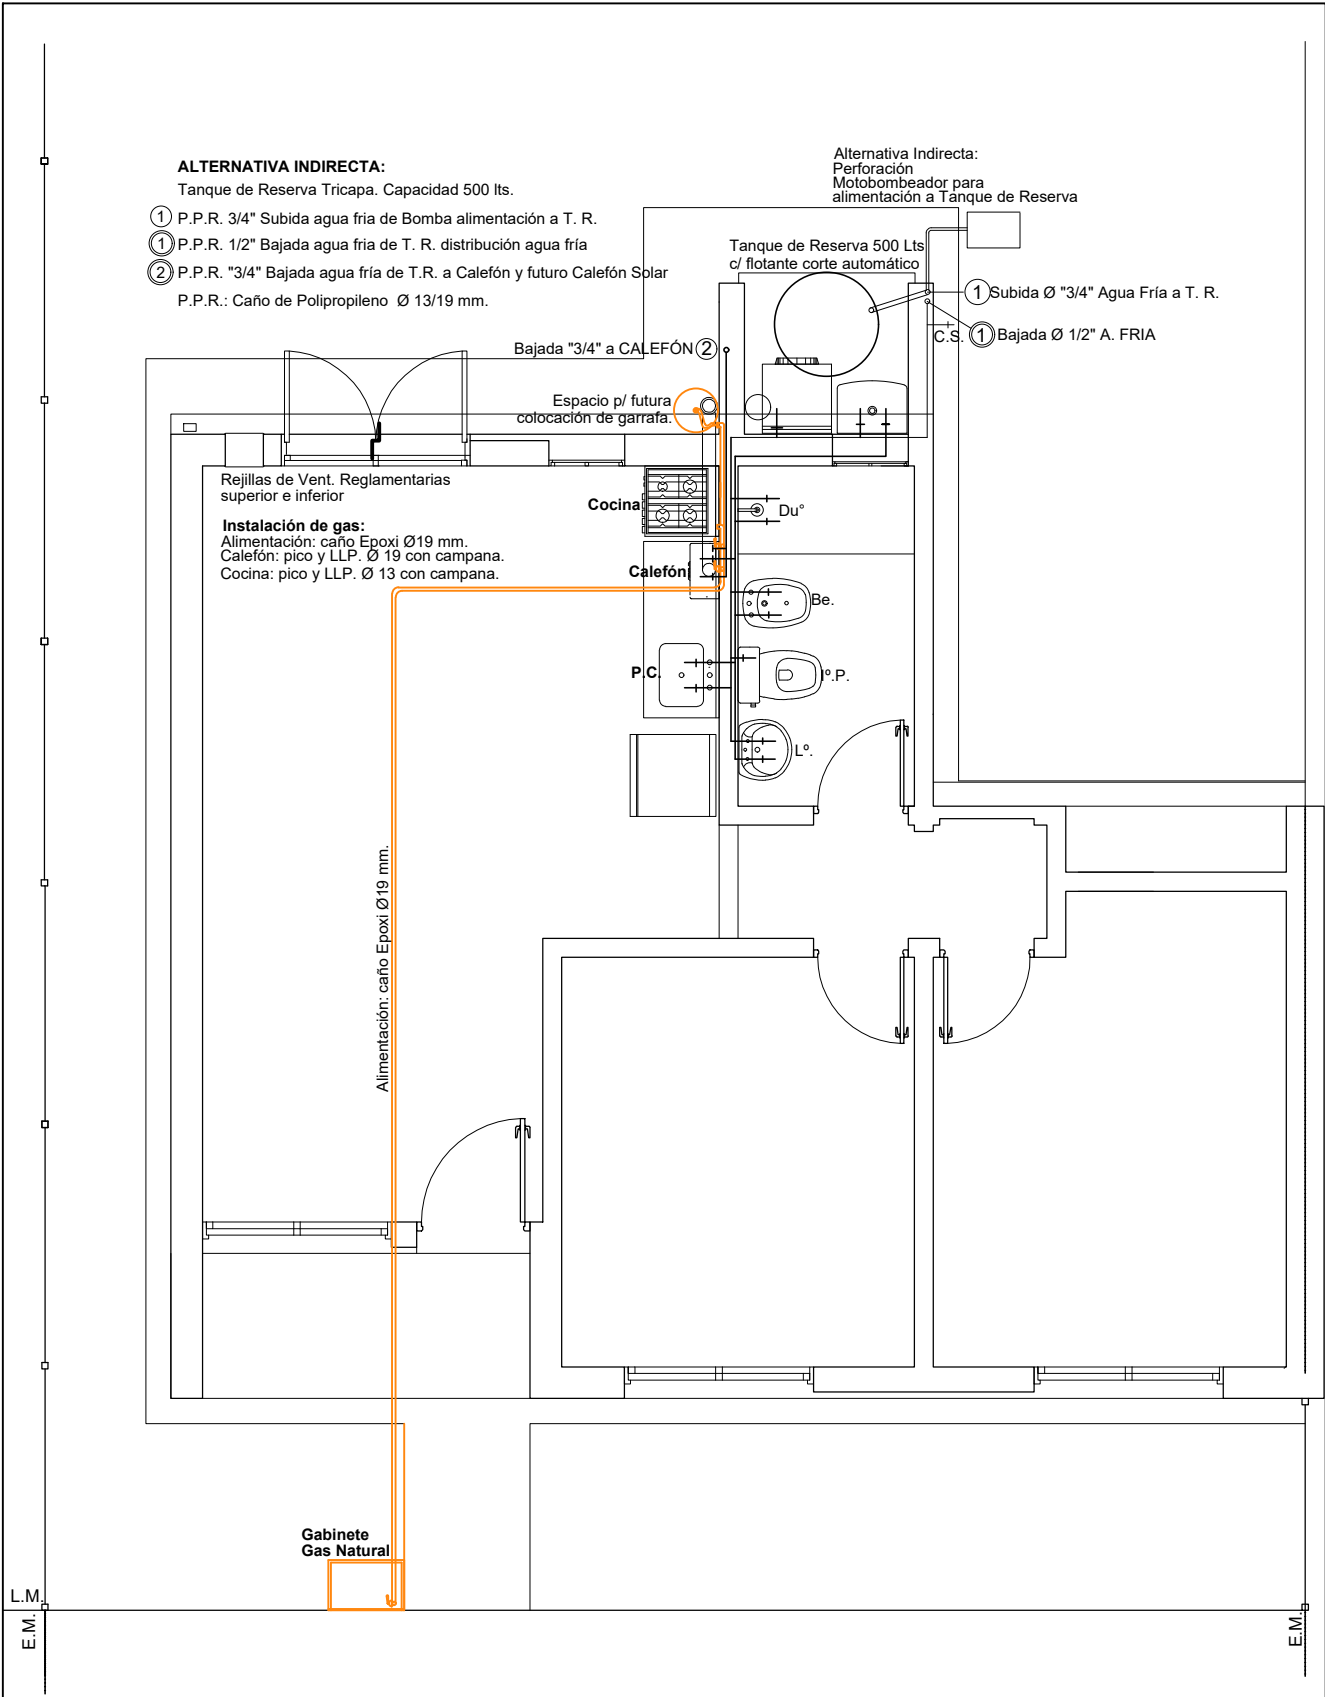 ALTERNATIVA INDIRECTA:
Tanque de Reserva Tricapa. Capacidad 500 lts.
1 P.P.R. 3/4" Subida agua fria de Bomba alimentación a T. R.
1 P.P.R. 1/2" Bajada agua fria de T. R. distribución agua fría
2 P.P.R. "3/4" Bajada agua fría de T.R. a Calefón y futuro Calefón Solar
P.P.R.: Caño de Polipropileno Ø 13/19 mm.
Alternativa Indirecta:
Perforación
Motobombeador para
alimentación a Tanque de Reserva
Tanque de Reserva 500 Lts
c/ flotante corte automático
1 Subida Ø "3/4" Agua Fría a T. R.
C.S.
1 Bajada Ø 1/2" A. FRIA
Bajada "3/4" a CALEFÓN 2
Espacio p/ futura
colocación de garrafa.
Rejillas de Vent. Reglamentarias
superior e inferior
Instalación de gas:
Alimentación: caño Epoxi Ø19 mm.
Calefón: pico y LLP. Ø 19 con campana.
Cocina: pico y LLP. Ø 13 con campana.
Cocina
Du°
Calefón
Be.
P.C.
Iº.P.
Lº.
Alimentación: caño Epoxi Ø19 mm.
Gabinete
Gas Natural
L.M.
E.M.
E.M.